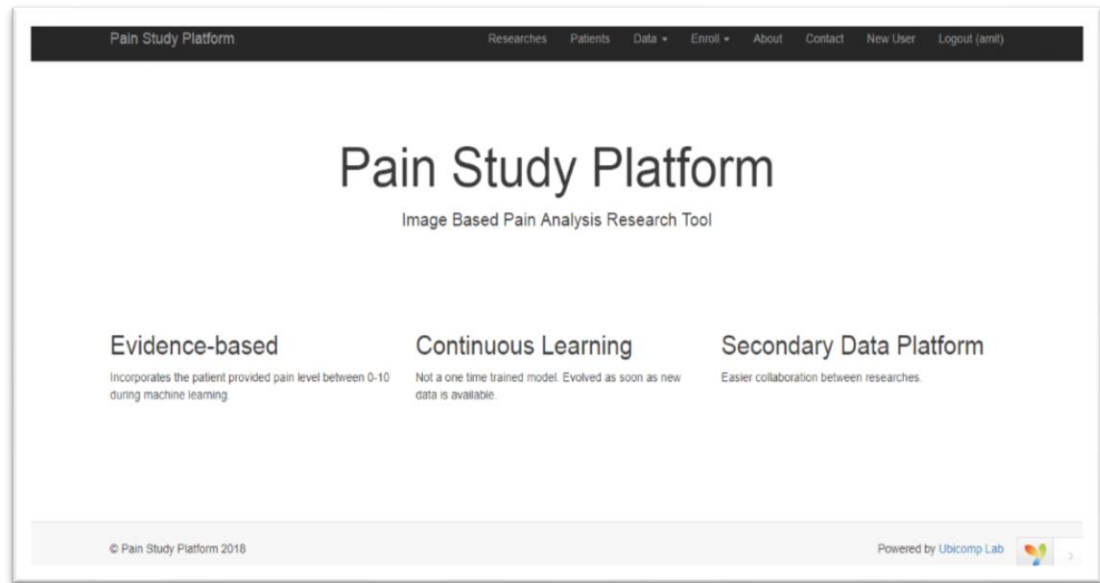 Pain Study Platform Researches Patients Data Enroll About Contact New User Logout (amit)
Pain Study Platform
Image Based Pain Analysis Research Tool
Evidence-based
Incorporates the patient provided pain level between 0-10
during machine learning.
Continuous Learning
Not a one time trained model. Evolved as soon as new
data is available.
Secondary Data Platform
Easier collaboration between researches.
© Pain Study Platform 2018
Powered by Ubicomp Lab